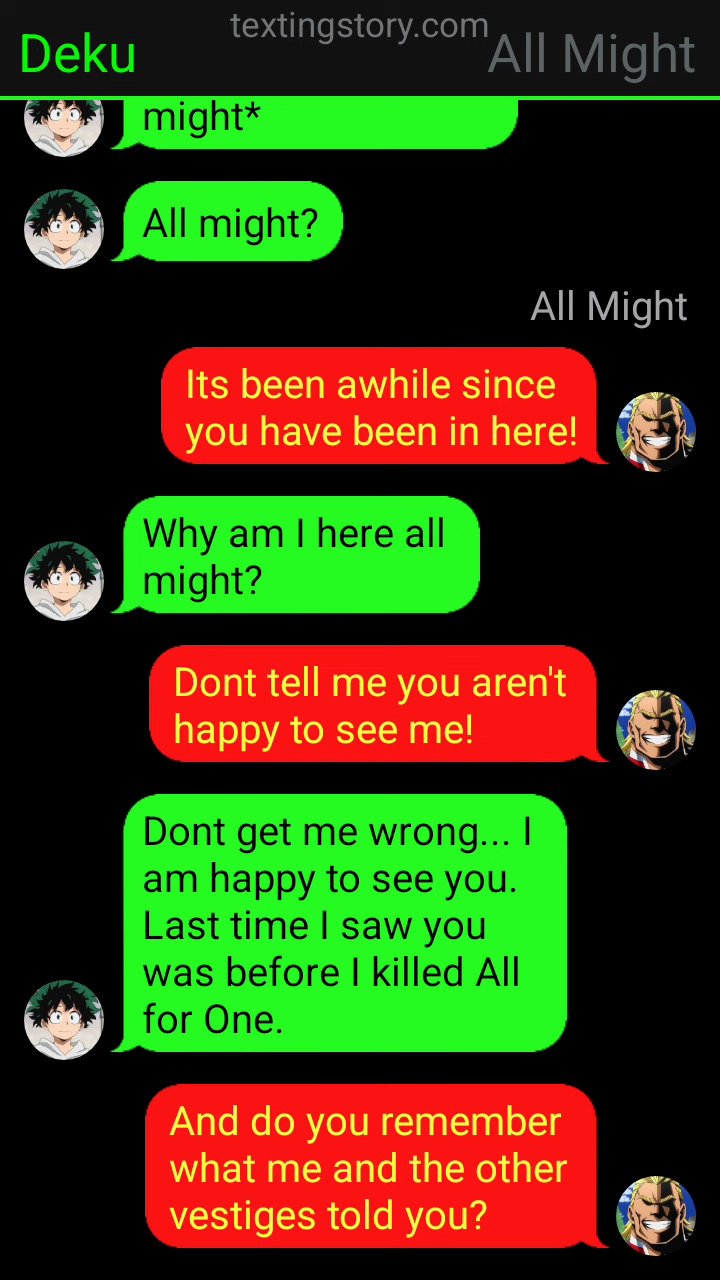 textingstory.com
Deku
All Might
might*
All might?
All Might
Its been awhile since
you have been in here!
Why am I here all
might?
Dont tell me you aren't
happy to see me!
Dont get me wrong... I
am happy to see you.
Last time I saw you
was before I killed All
for One.
And do you remember
what me and the other
vestiges told you?